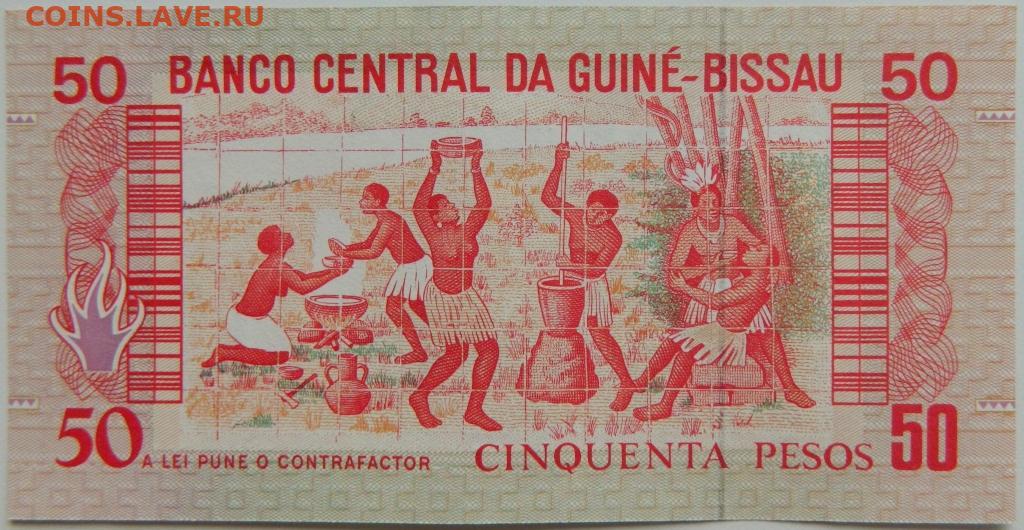 COINS.LAVE.RU
50 BANCO CENTRAL DA GUINÉ-BISSAU 50
50 A LEI PUNE O CONTRAFACTOR CINQUENTA PESOS 50